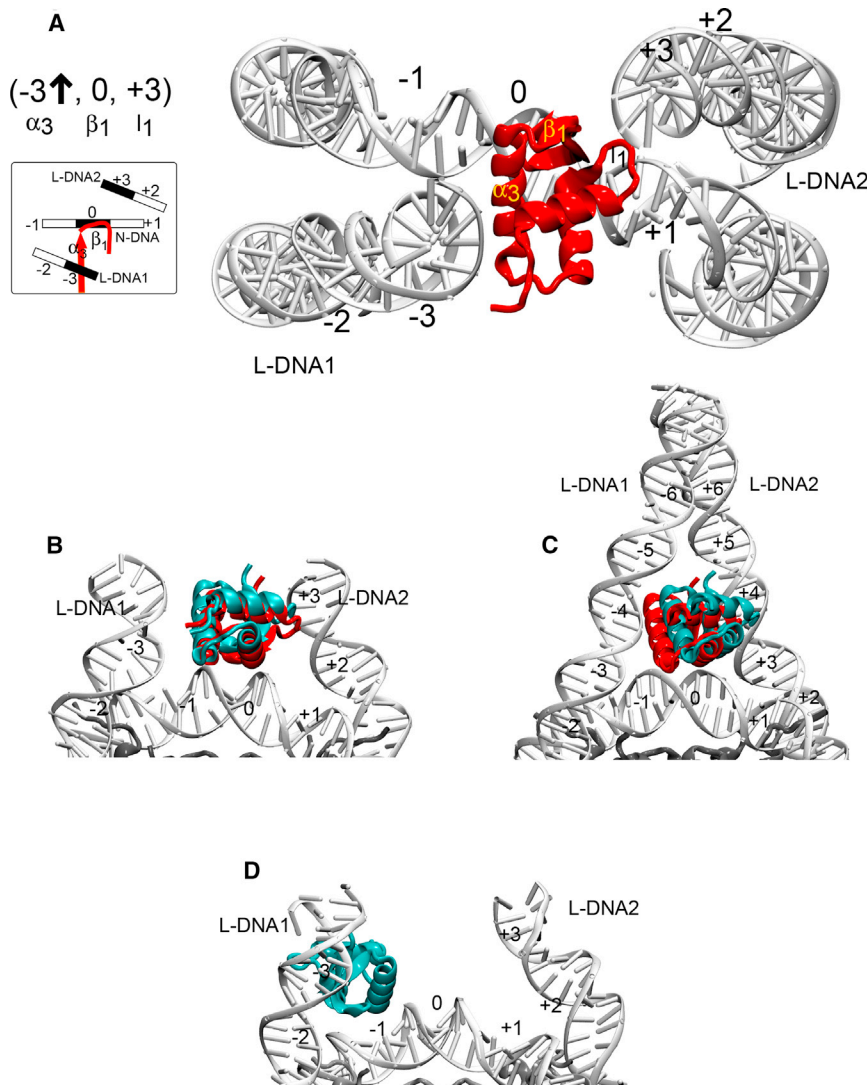 A
(-3↑, 0, +3)
α3 β1 l1
L-DNA2
+3
+2
-1
0
+1
α3
β1
N-DNA
-2
-3
L-DNA1
-1
0
+3
+2
β1
l1
α3
L-DNA2
+1
-2
-3
L-DNA1
B
L-DNA1
+3
L-DNA2
-3
+2
-2
-1
0
+1
C
L-DNA1
-6
+6
L-DNA2
-5
+5
-4
+4
-3
+3
-2
-1
0
+1
+2
D
L-DNA1
L-DNA2
-3
+3
0
+2
-2
-1
+1